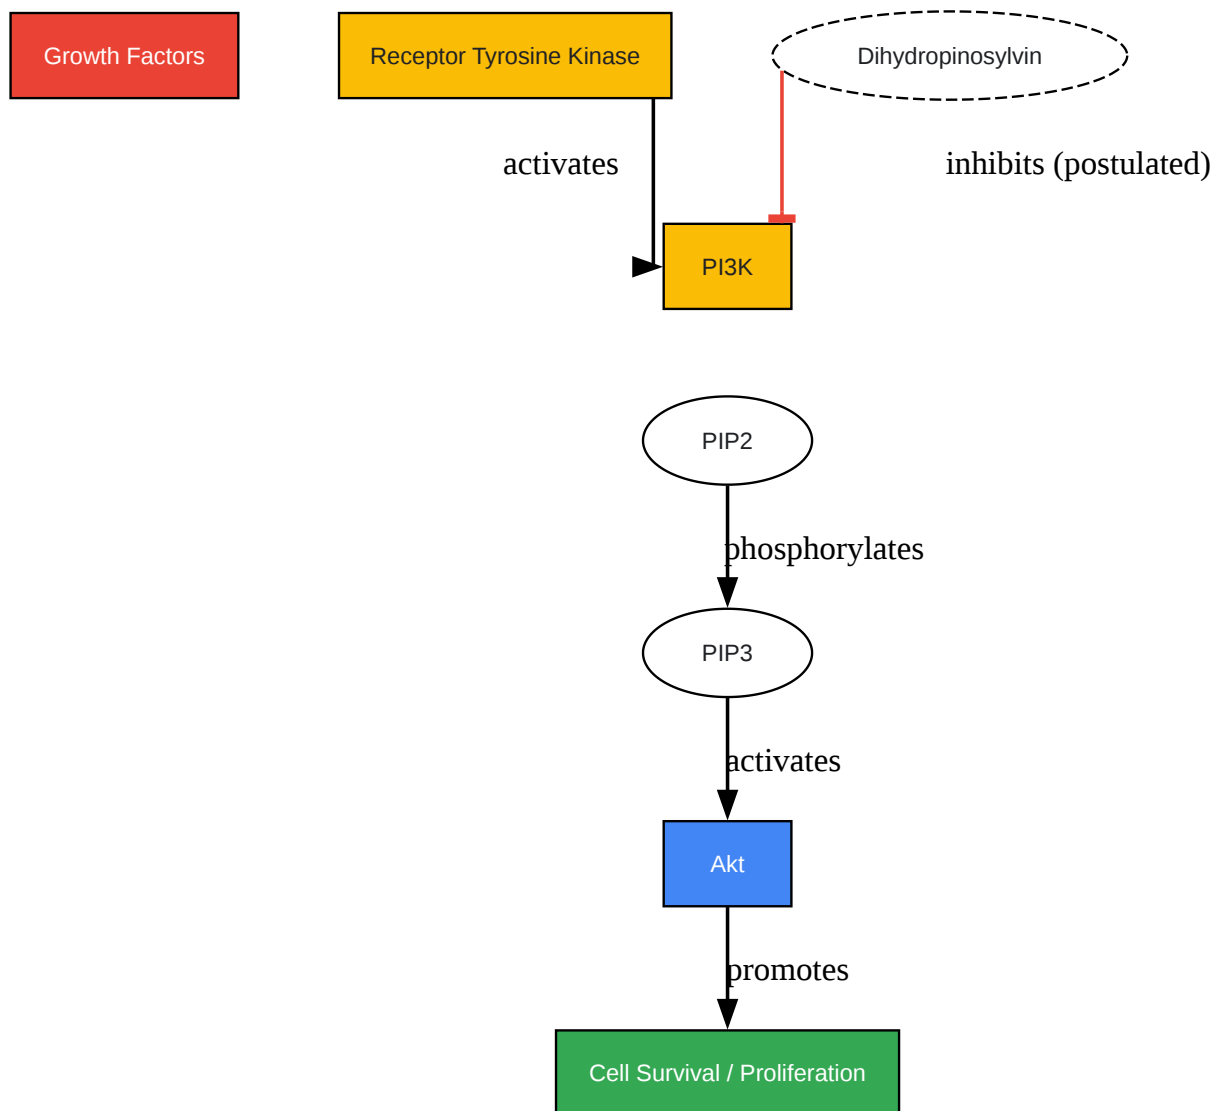 Growth Factors
Receptor Tyrosine Kinase
Dihydropinosylvin
activates
inhibits (postulated)
PI3K
PIP2
phosphorylates
PIP3
activates
Akt
promotes
Cell Survival / Proliferation